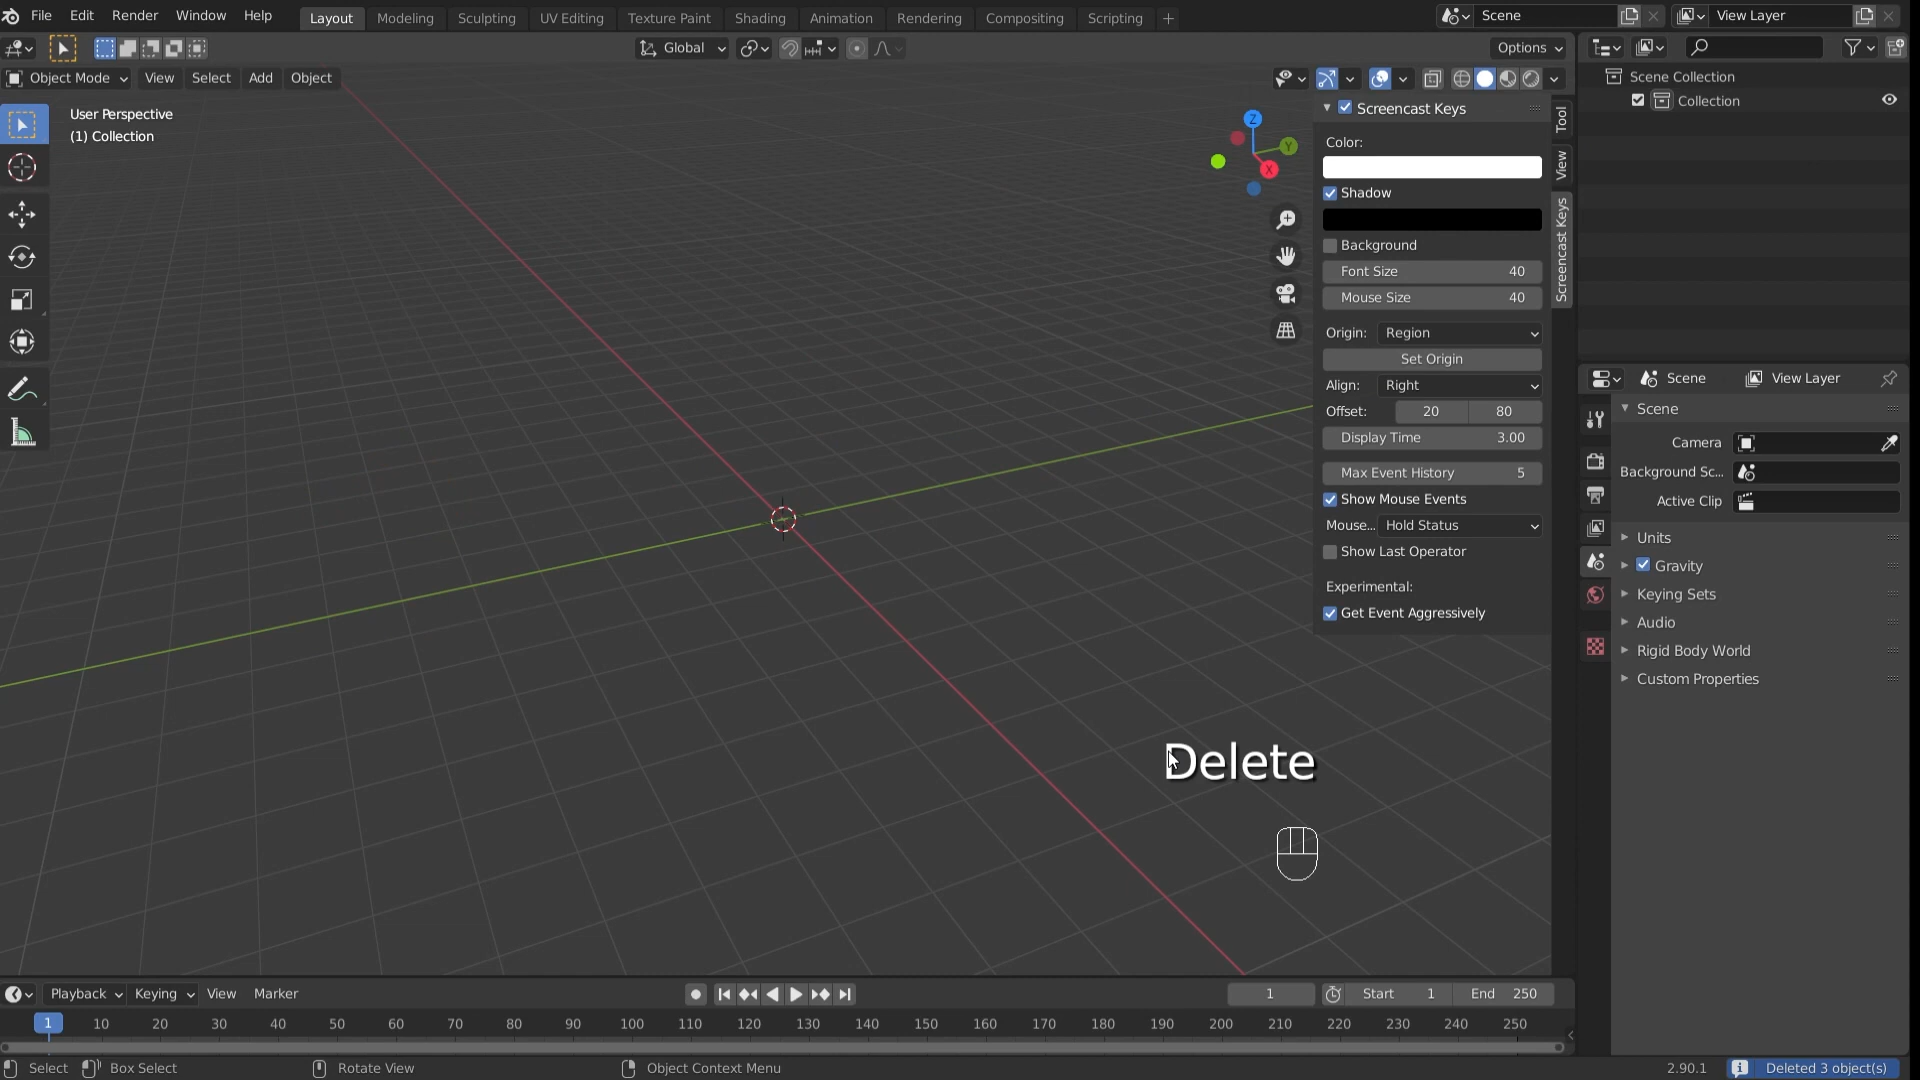 File Edit Render Window Help Layout Modeling Sculpting UV Editing Texture Paint Shading Animation Rendering Compositing Scripting + Scene View Layer
Global Options
Object Mode View Select Add Object
User Perspective
(1) Collection
Z
Y
X
Screencast Keys
Color:
Shadow
Background
Font Size 40
Mouse Size 40
Origin: Region
Set Origin
Align: Right
Offset: 20 80
Display Time 3.00
Max Event History 5
Show Mouse Events
Mouse... Hold Status
Show Last Operator
Experimental:
Get Event Aggressively
Tool
View
Screencast Keys
Scene Collection
Collection
Scene View Layer
Scene
Camera
Background Sc...
Active Clip
Units
Gravity
Keying Sets
Audio
Rigid Body World
Custom Properties
Delete
Playback Keying View Marker 1 Start 1 End 250
1 10 20 30 40 50 60 70 80 90 100 110 120 130 140 150 160 170 180 190 200 210 220 230 240 250
Select Box Select Rotate View Object Context Menu 2.90.1 Deleted 3 object(s)